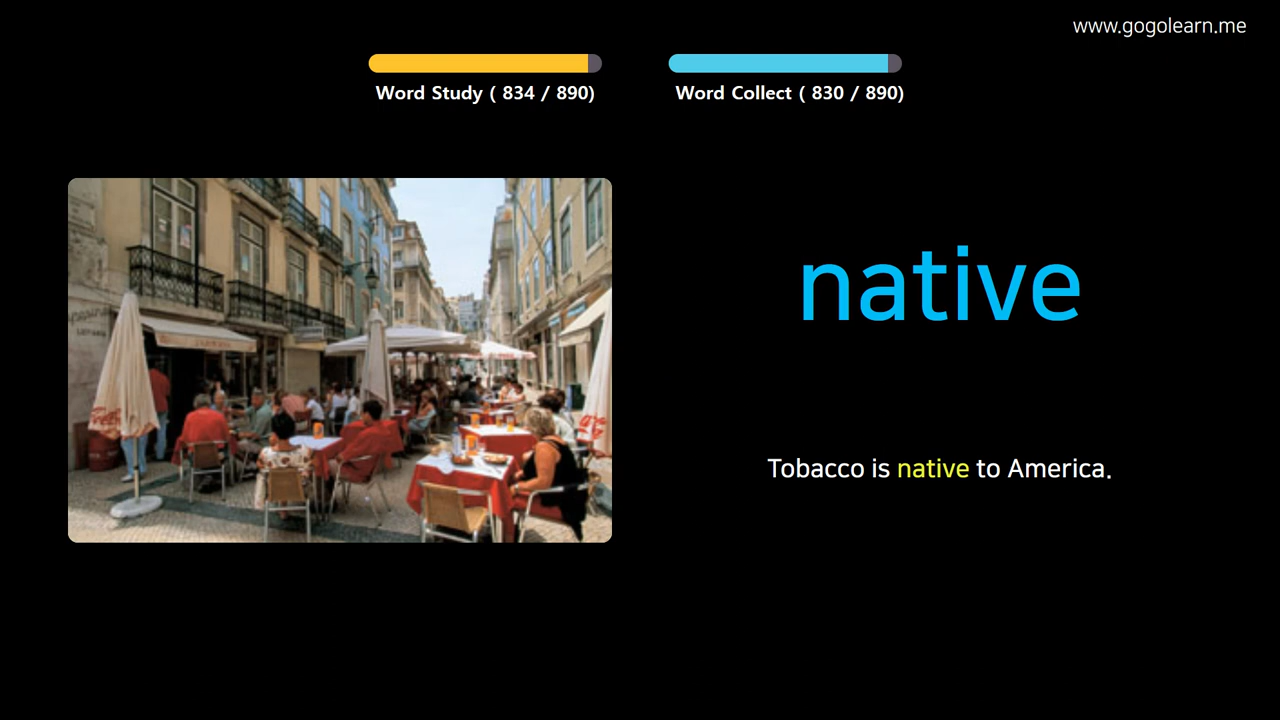 www.gogolearn.me
Word Study ( 834 / 890)
Word Collect ( 830 / 890)
native
Tobacco is native to America.